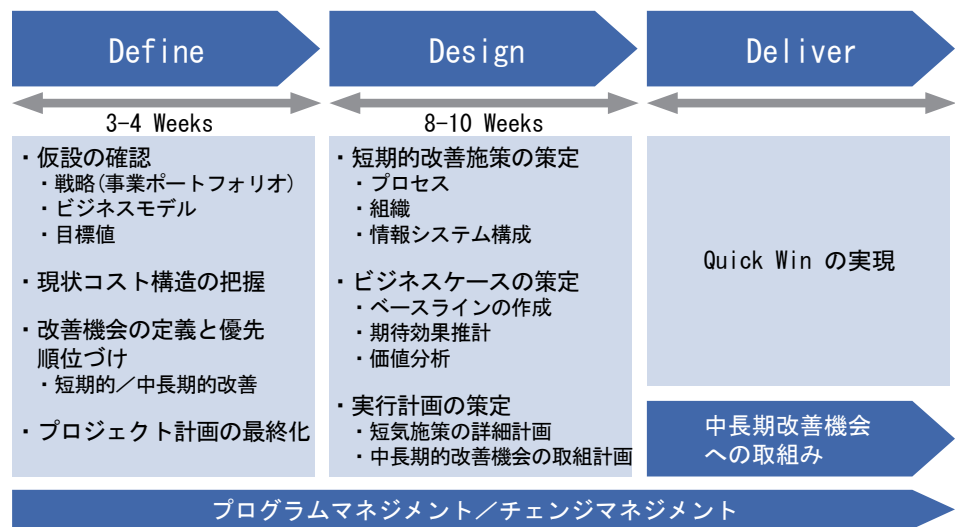 Define
Design
Deliver
3-4 Weeks
8-10 Weeks
・仮設の確認
・戦略(事業ポートフォリオ)
・ビジネスモデル
・目標値
・現状コスト構造の把握
・改善機会の定義と優先
順位づけ
・短期的／中長期的改善
・プロジェクト計画の最終化
・短期的改善施策の策定
・プロセス
・組織
・情報システム構成
・ビジネスケースの策定
・ベースラインの作成
・期待効果推計
・価値分析
・実行計画の策定
・短気施策の詳細計画
・中長期的改善機会の取組計画
Quick Win の実現
中長期改善機会
への取組み
プログラムマネジメント／チェンジマネジメント